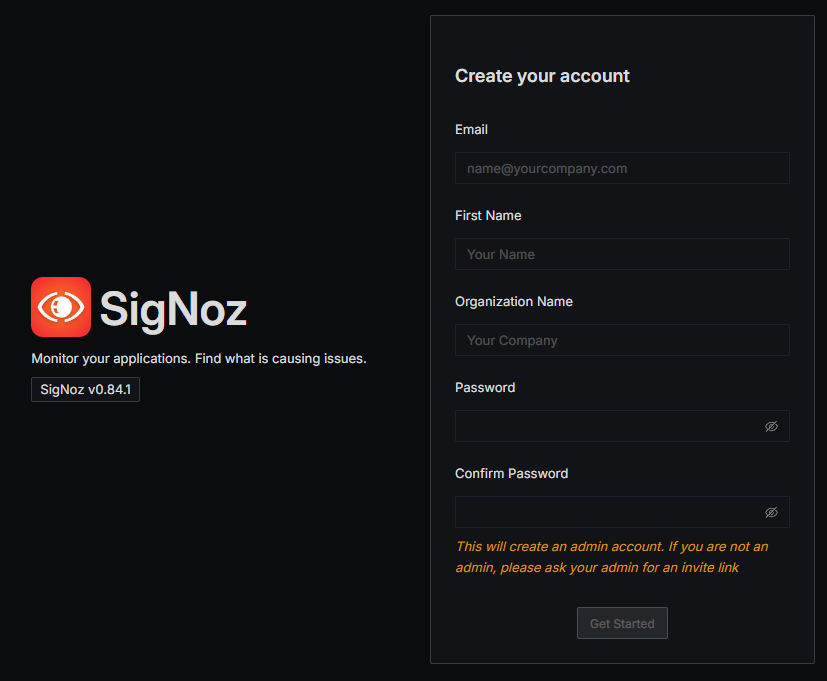 SigNoz
Monitor your applications. Find what is causing issues.
SigNoz v0.84.1
Create your account
Email
name@yourcompany.com
First Name
Your Name
Organization Name
Your Company
Password
Confirm Password
This will create an admin account. If you are not an
admin, please ask your admin for an invite link
Get Started